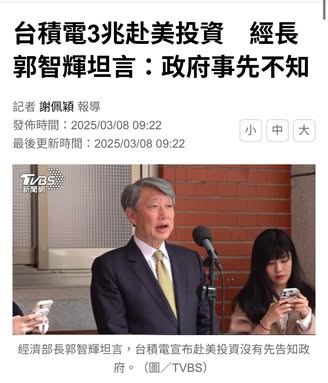 台積電3兆赴美投資　經長
郭智輝坦言：政府事先不知
記者 謝佩穎 報導
發佈時間：2025/03/08 09:22
最後更新時間：2025/03/08 09:22
小 中 大
TVBS
新聞網
經濟部長郭智輝坦言，台積電宣布赴美投資沒有先告知政
府。（圖／TVBS）